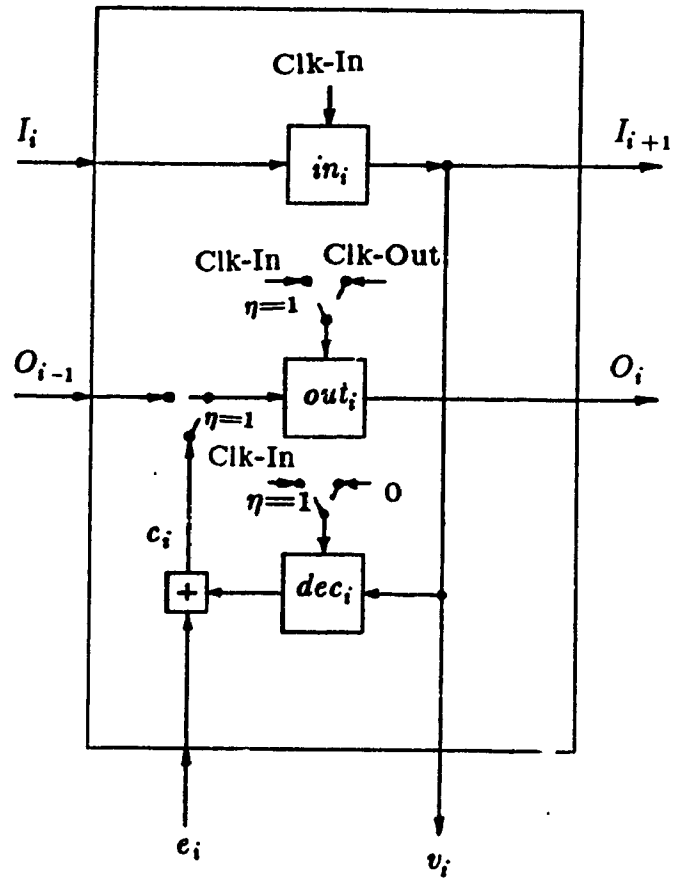 Clk-In
I_i
in_i
I_{i+1}
Clk-In
Clk-Out
η=1
O_{i-1}
out_i
O_i
η=1
Clk-In
η=1
0
c_i
+
dec_i
e_i
v_i